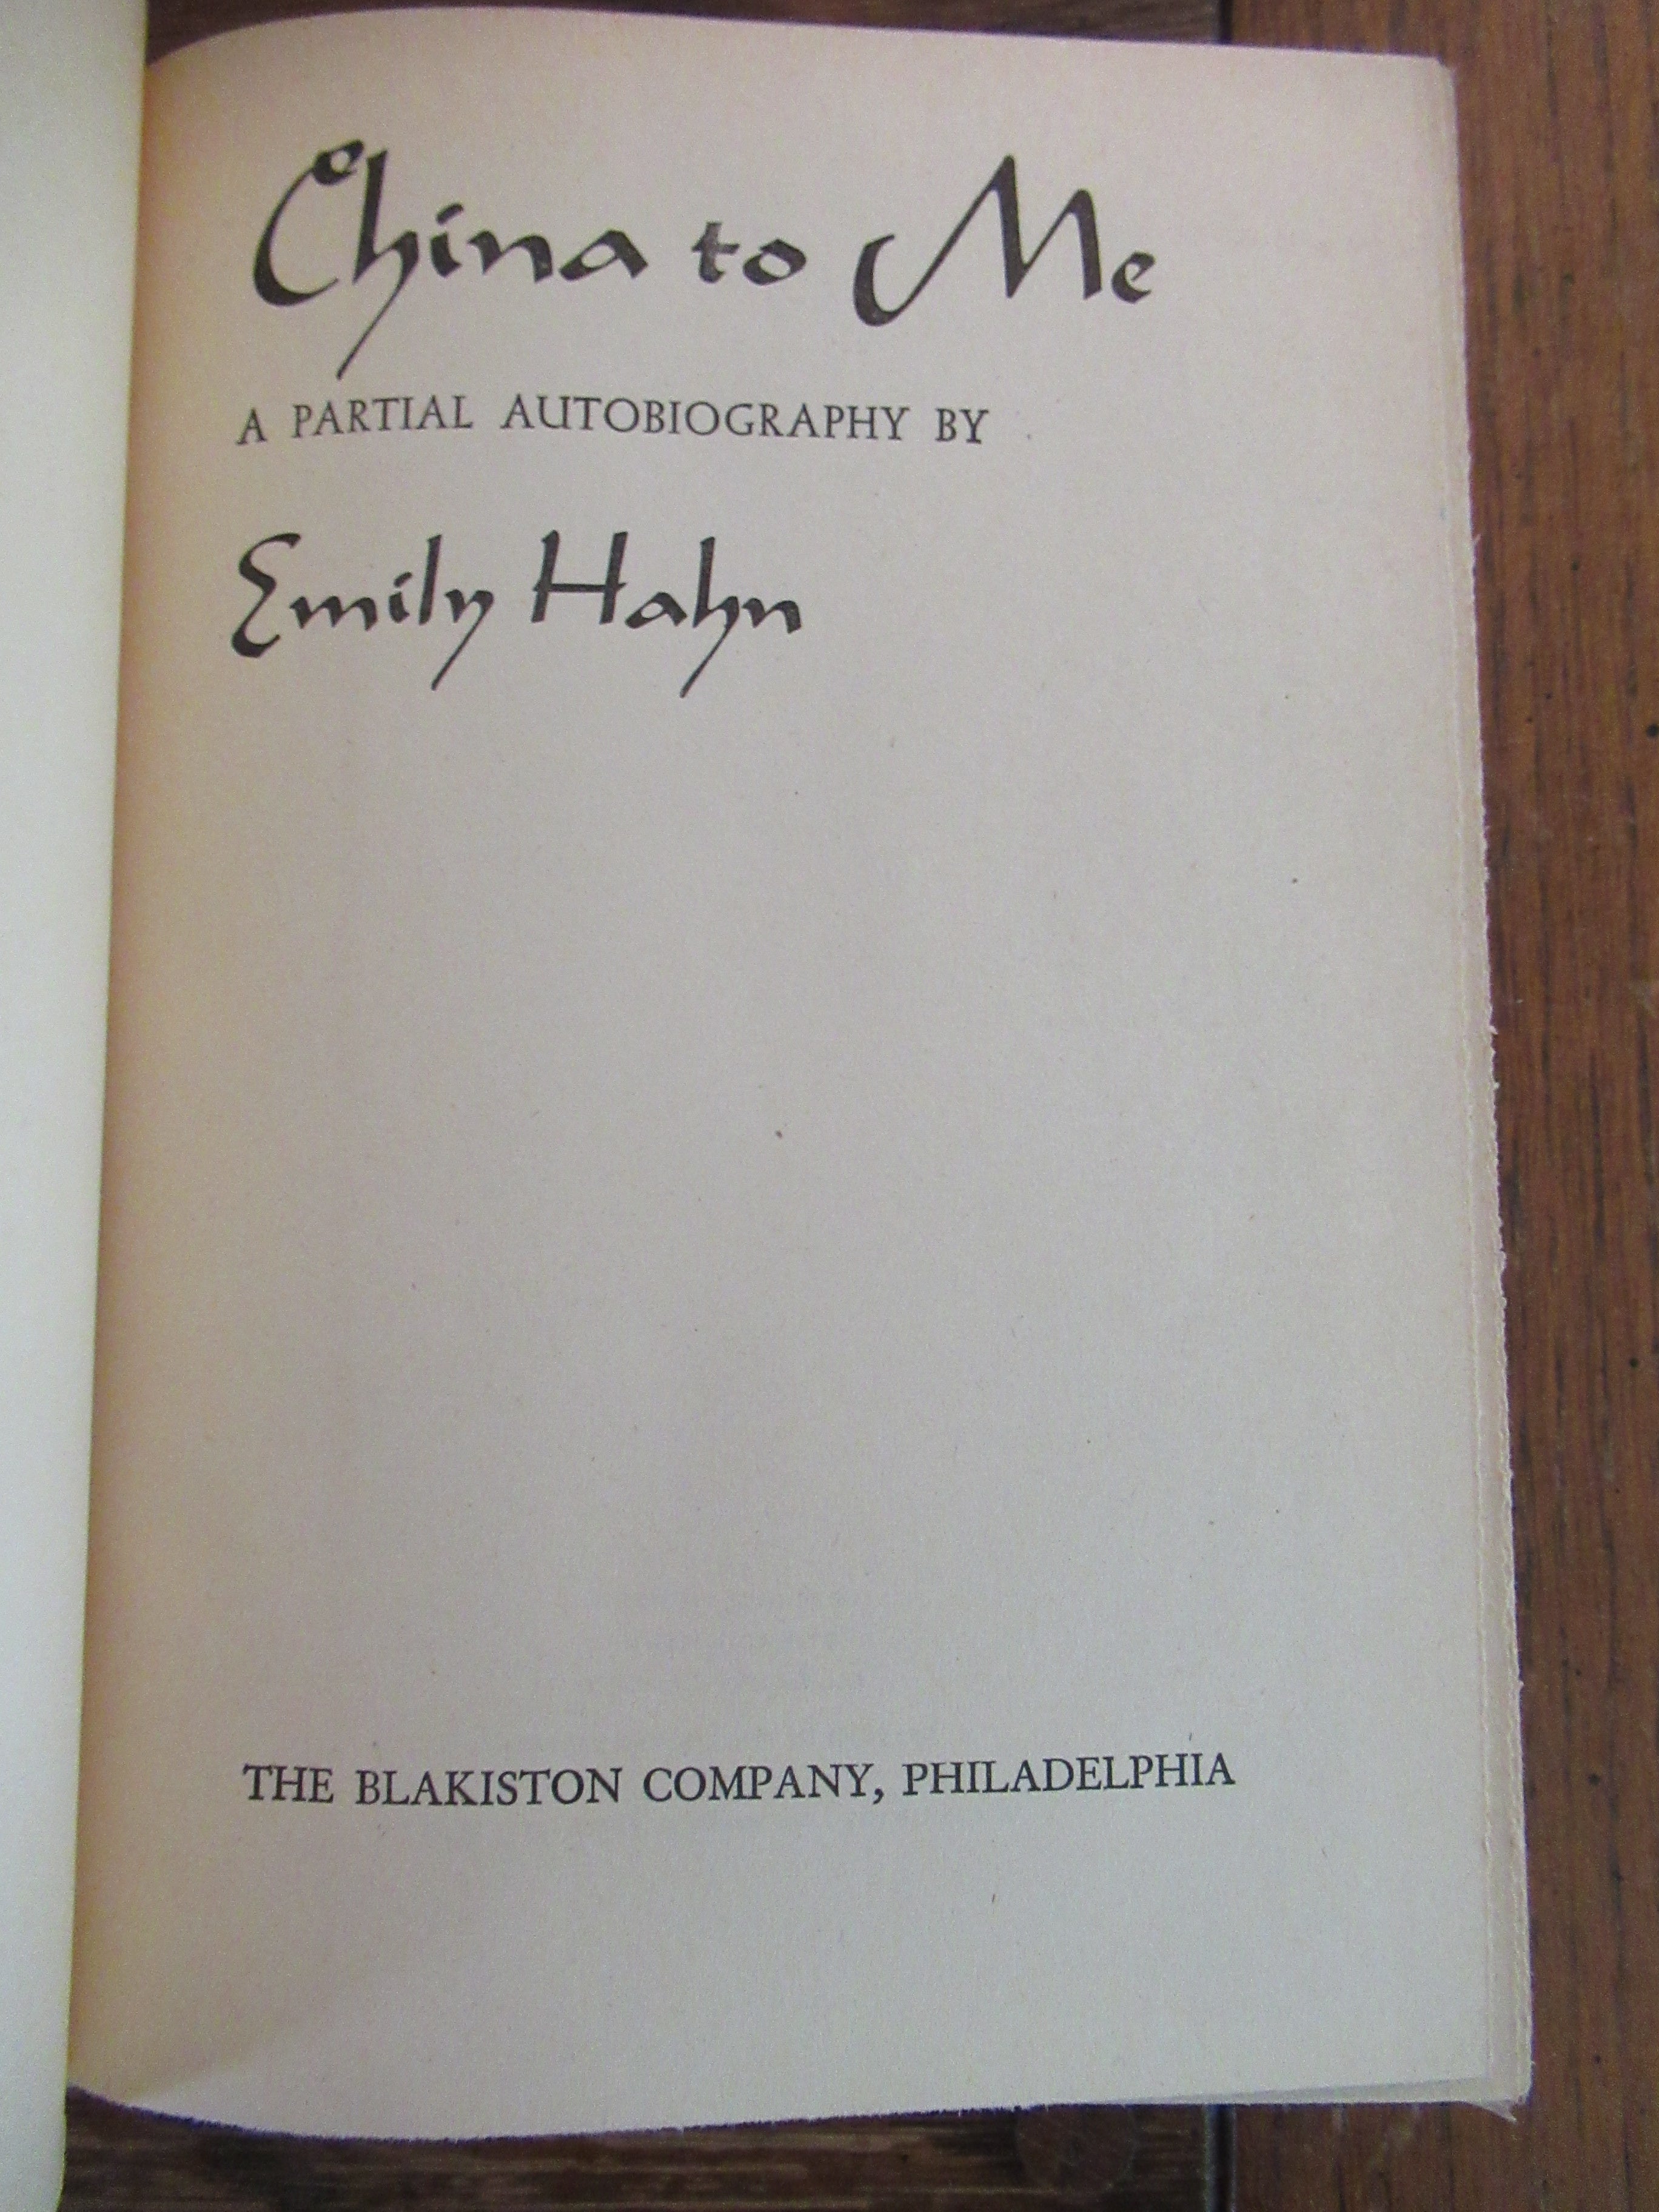 China to Me
A PARTIAL AUTOBIOGRAPHY BY
Emily Hahn
THE BLAKISTON COMPANY, PHILADELPHIA